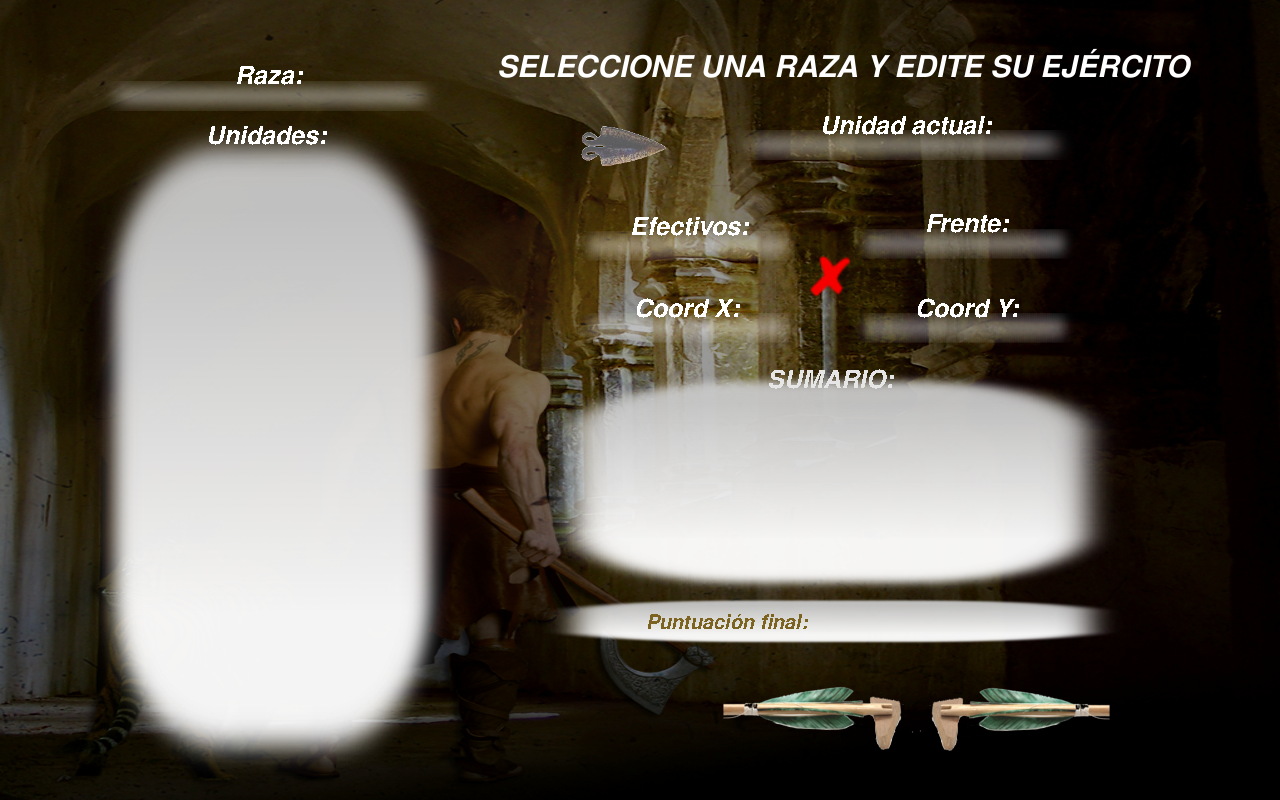 SELECCIONE UNA RAZA Y EDITE SU EJÉRCITO
Raza:
Unidades:
Unidad actual:
Efectivos:
Frente:
Coord X:
Coord Y:
SUMARIO:
Puntuación final: